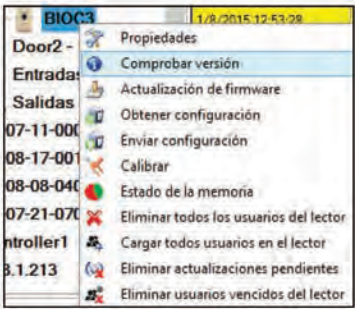 BIOC3 1/8/2015 12:53:28
Propiedades
Door2 -
Comprobar versión
Entradas
Actualización de firmware
Salidas
Obtener configuración
07-11-000
Enviar configuración
08-17-001
Calibrar
08-08-040
Estado de la memoria
07-21-070
Eliminar todos los usuarios del lector
ntroller1
Cargar todos usuarios en el lector
3.1.213
Eliminar actualizaciones pendientes
Eliminar usuarios vencidos del lector